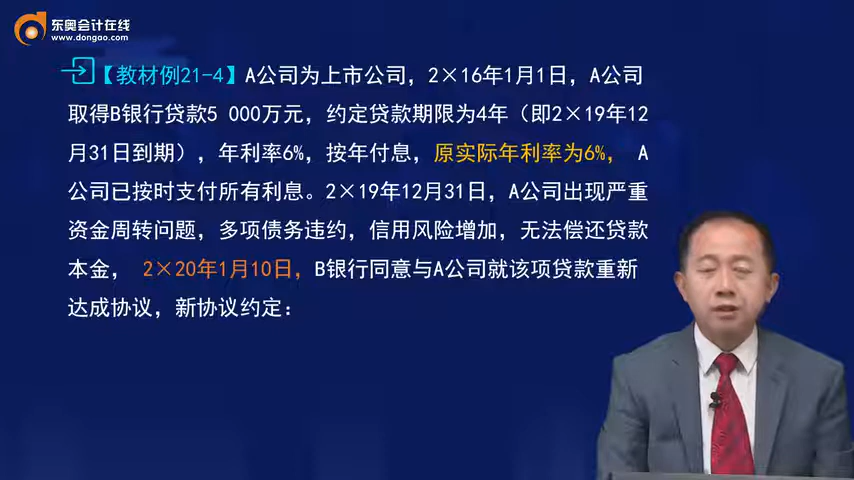 东奥会计在线
www.dongao.com
【教材例21-4】A公司为上市公司，2×16年1月1日，A公司
取得B银行贷款5 000万元，约定贷款期限为4年（即2×19年12
月31日到期），年利率6%，按年付息，原实际年利率为6%， A
公司已按时支付所有利息。2×19年12月31日，A公司出现严重
资金周转问题，多项债务违约，信用风险增加，无法偿还贷款
本金， 2×20年1月10日，B银行同意与A公司就该项贷款重新
达成协议，新协议约定：